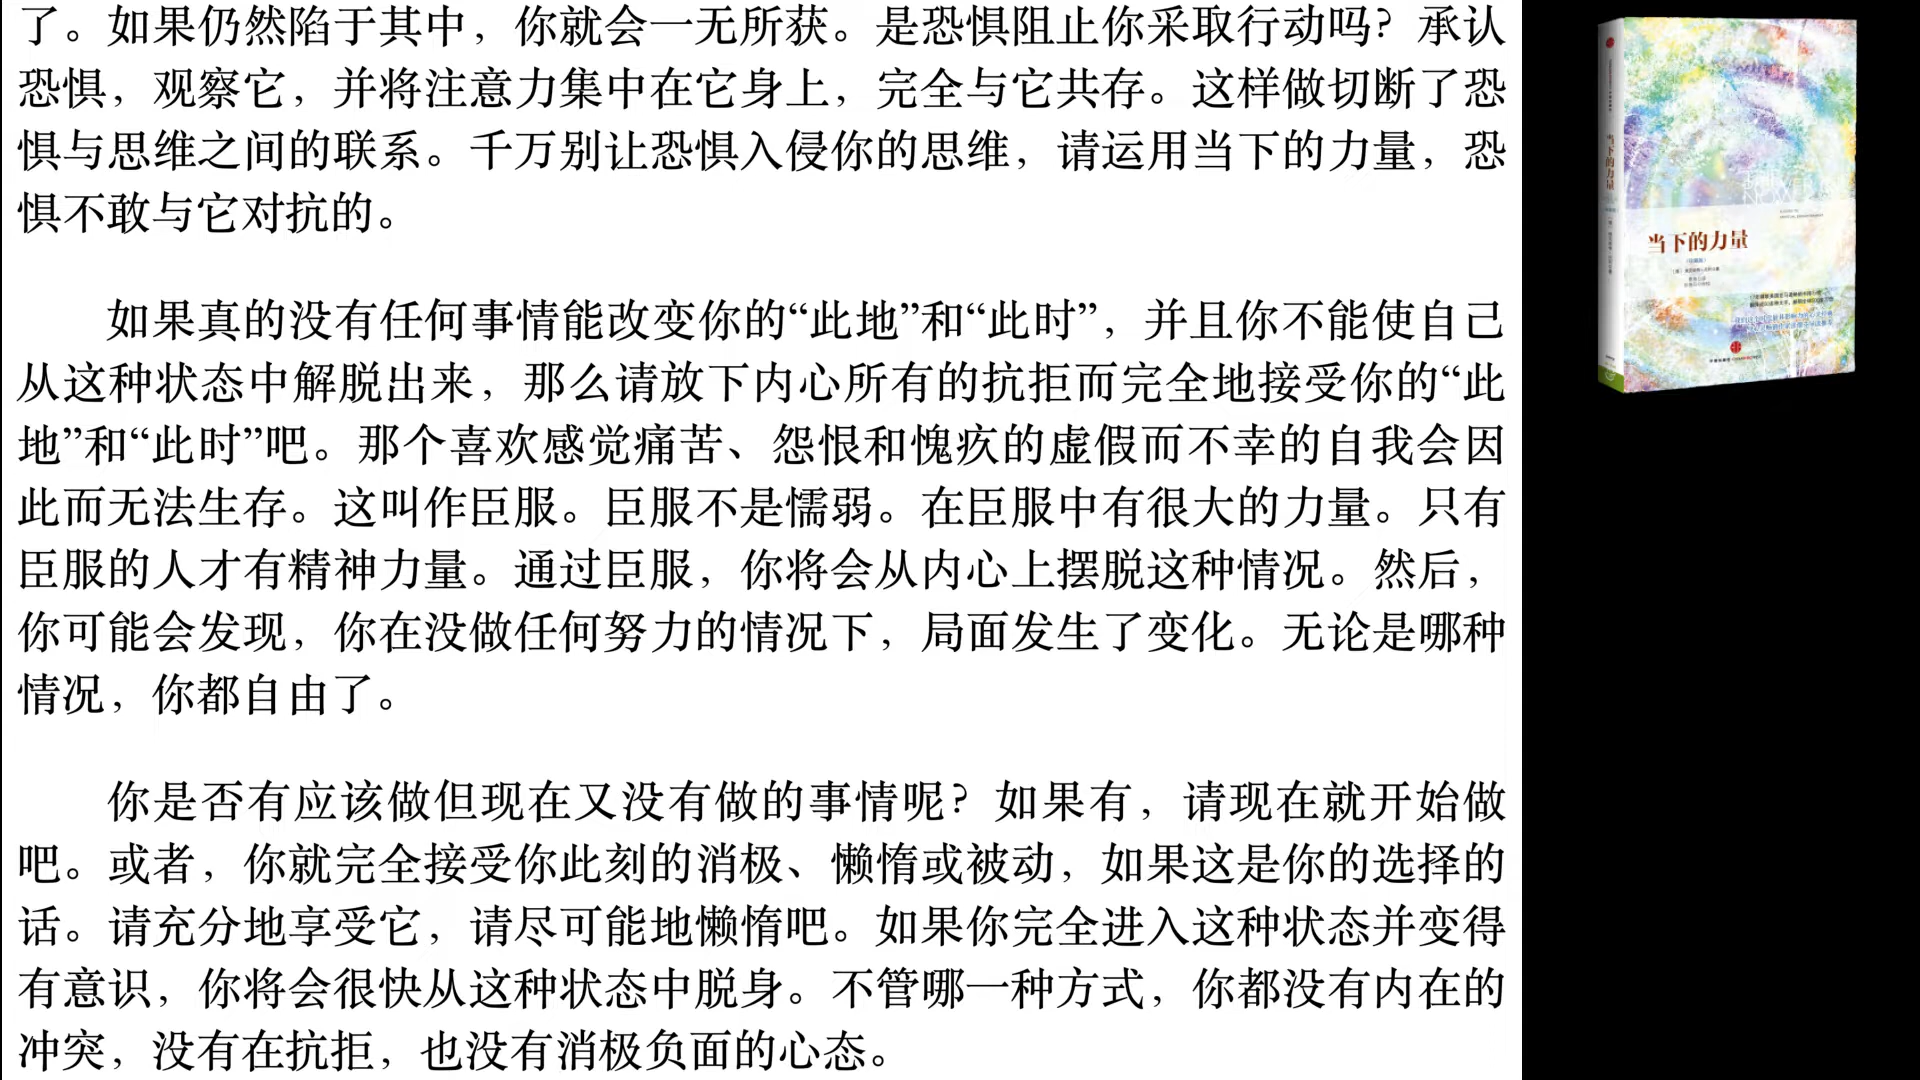 了。如果仍然陷于其中，你就会一无所获。是恐惧阻止你采取行动吗？承认
恐惧，观察它，并将注意力集中在它身上，完全与它共存。这样做切断了恐
惧与思维之间的联系。千万别让恐惧入侵你的思维，请运用当下的力量，恐
惧不敢与它对抗的。
如果真的没有任何事情能改变你的“此地”和“此时”，并且你不能使自己
从这种状态中解脱出来，那么请放下内心所有的抗拒而完全地接受你的“此
地”和“此时”吧。那个喜欢感觉痛苦、怨恨和愧疚的虚假而不幸的自我会因
此而无法生存。这叫作臣服。臣服不是懦弱。在臣服中有很大的力量。只有
臣服的人才有精神力量。通过臣服，你将会从内心上摆脱这种情况。然后，
你可能会发现，你在没做任何努力的情况下，局面发生了变化。无论是哪种
情况，你都自由了。
你是否有应该做但现在又没有做的事情呢？如果有，请现在就开始做
吧。或者，你就完全接受你此刻的消极、懒惰或被动，如果这是你的选择的
话。请充分地享受它，请尽可能地懒惰吧。如果你完全进入这种状态并变得
有意识，你将会很快从这种状态中脱身。不管哪一种方式，你都没有内在的
冲突，没有在抗拒，也没有消极负面的心态。
当下的力量
当下的力量